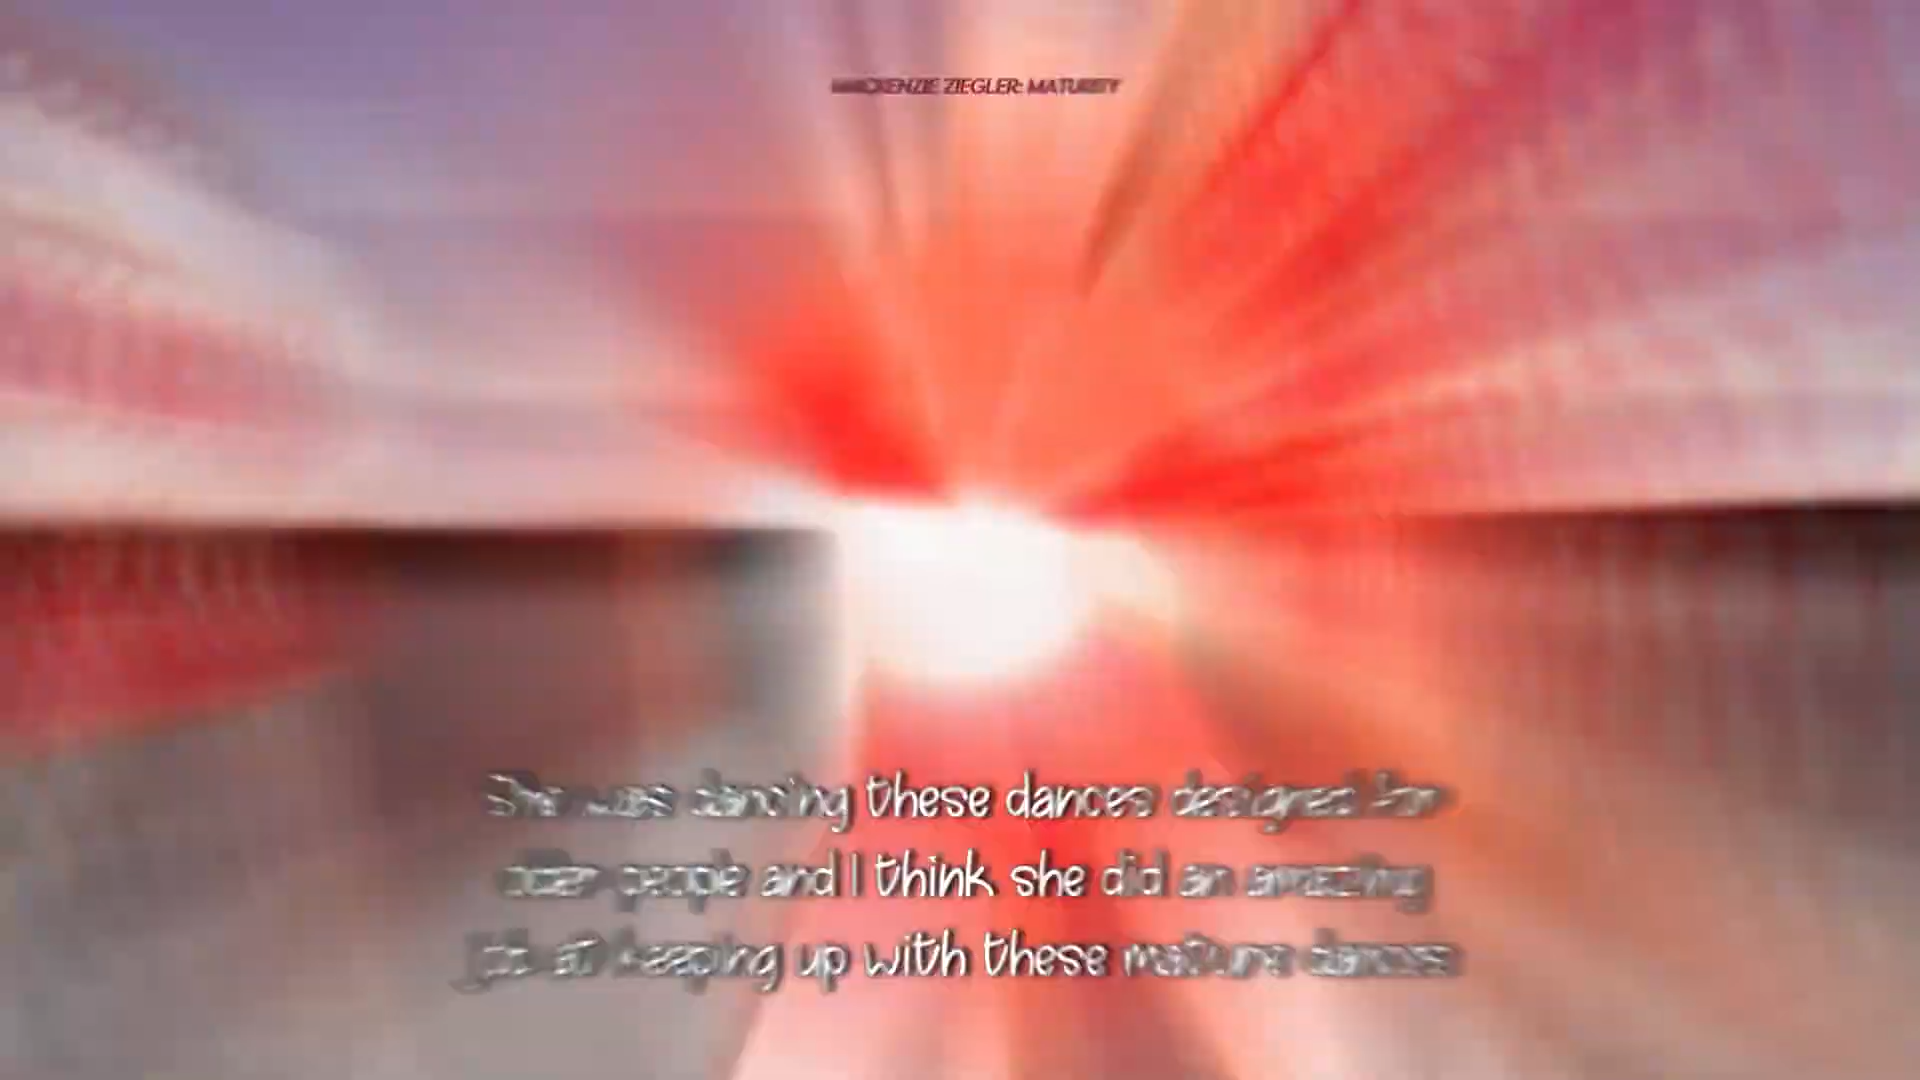 MACKENZIE ZIEGLER: MATURITY
She was dancing these dances designed for
older people and I think she did an amazing
job at keeping up with these mature dances